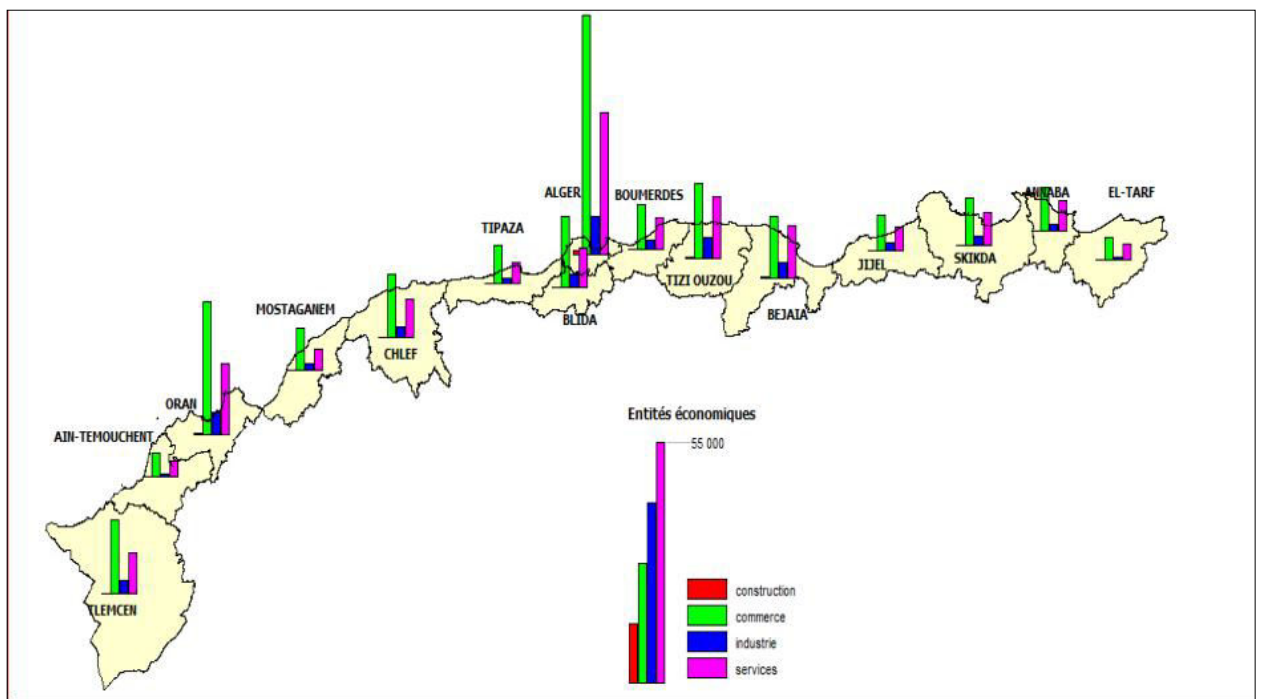 ALGER
BOUMERDES
ANNABA
EL-TARF
TIPAZA
JIJEL
SKIKDA
TIZI OUZOU
MOSTAGANEM
BLIDA
BEJAIA
CHLEF
ORAN
AIN-TEMOUCHENT
TLEMCEN
Entités économiques
55 000
construction
commerce
industrie
services